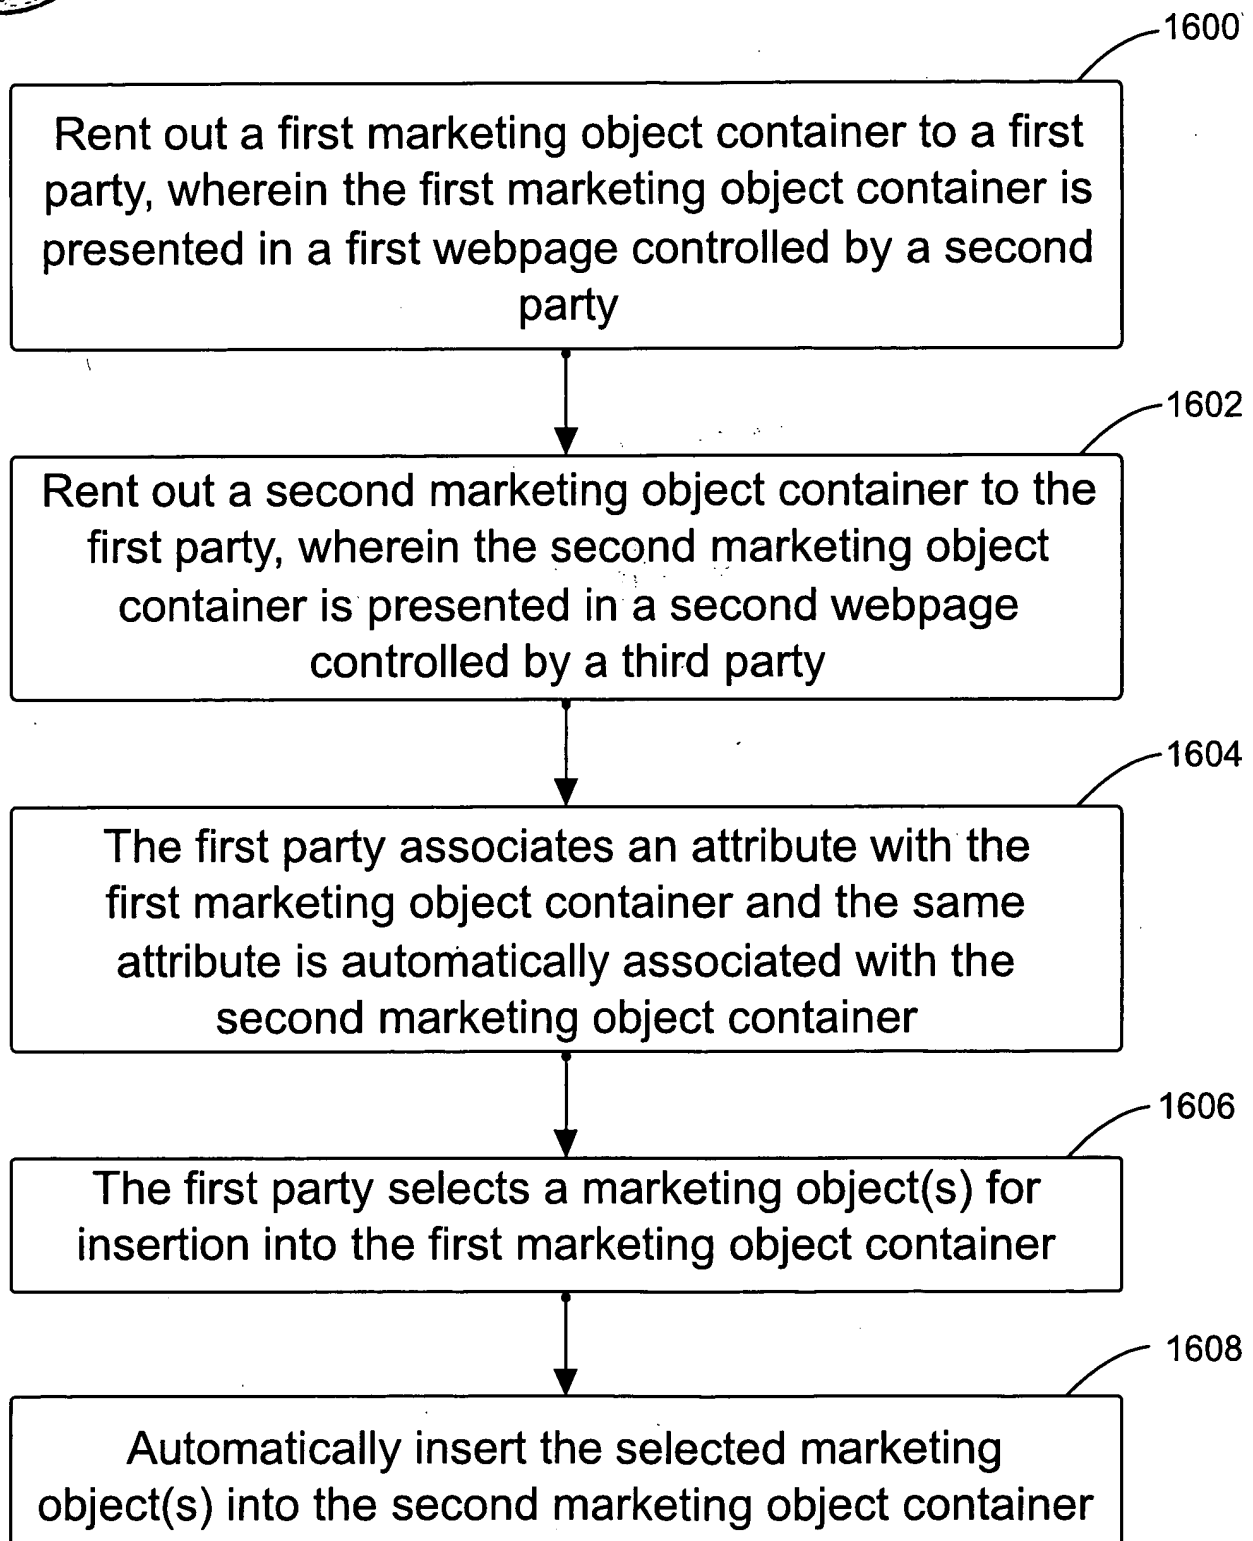 1600
Rent out a first marketing object container to a first
party, wherein the first marketing object container is
presented in a first webpage controlled by a second
party
1602
Rent out a second marketing object container to the
first party, wherein the second marketing object
container is presented in a second webpage
controlled by a third party
1604
The first party associates an attribute with the
first marketing object container and the same
attribute is automatically associated with the
second marketing object container
1606
The first party selects a marketing object(s) for
insertion into the first marketing object container
1608
Automatically insert the selected marketing
object(s) into the second marketing object container